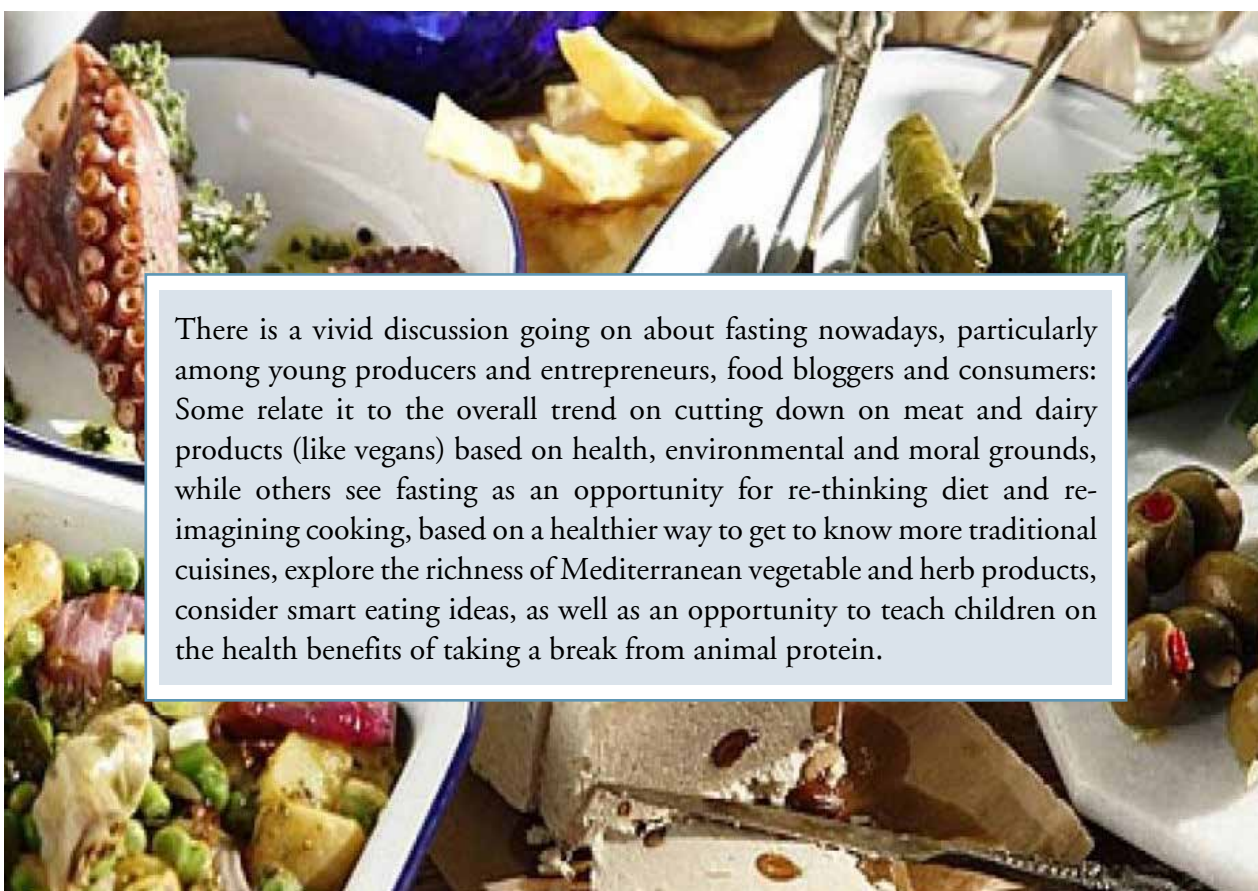 There is a vivid discussion going on about fasting nowadays, particularly
among young producers and entrepreneurs, food bloggers and consumers:
Some relate it to the overall trend on cutting down on meat and dairy
products (like vegans) based on health, environmental and moral grounds,
while others see fasting as an opportunity for re-thinking diet and re-
imagining cooking, based on a healthier way to get to know more traditional
cuisines, explore the richness of Mediterranean vegetable and herb products,
consider smart eating ideas, as well as an opportunity to teach children on
the health benefits of taking a break from animal protein.